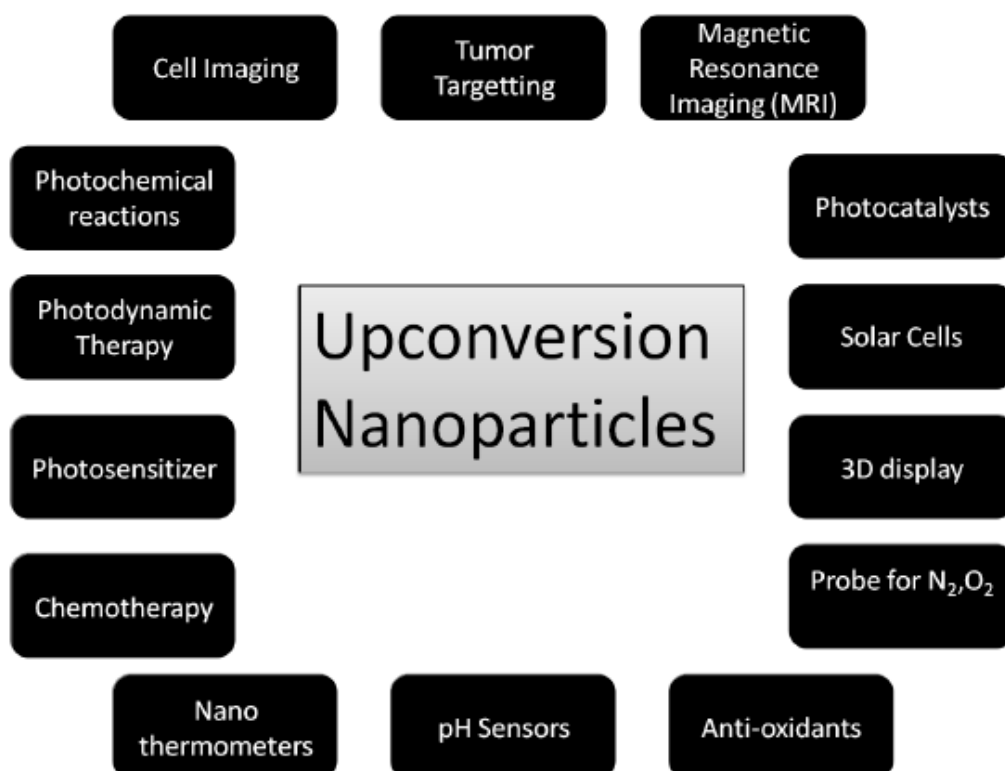 Cell Imaging
Tumor
Targetting
Magnetic
Resonance
Imaging (MRI)
Photochemical
reactions
Photocatalysts
Photodynamic
Therapy
Upconversion
Nanoparticles
Solar Cells
Photosensitizer
3D display
Chemotherapy
Probe for N₂,O₂
Nano
thermometers
pH Sensors
Anti-oxidants